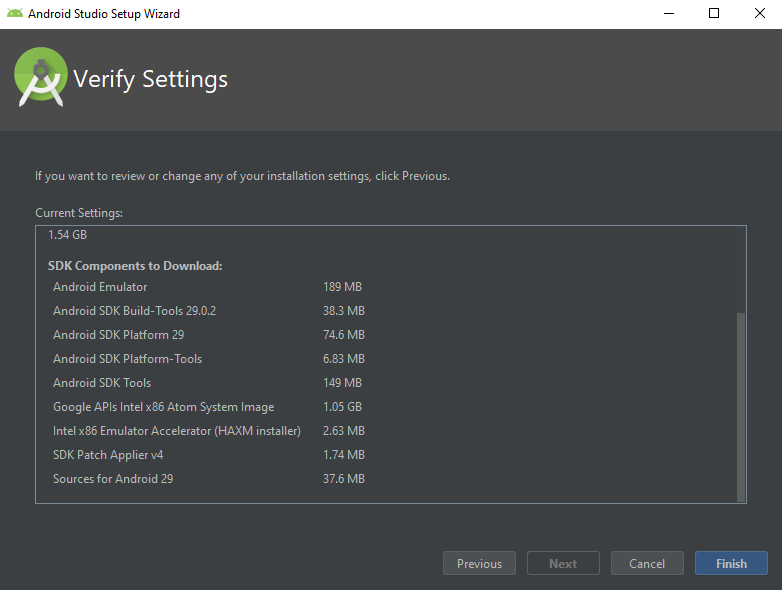 Android Studio Setup Wizard
Verify Settings
If you want to review or change any of your installation settings, click Previous.
Current Settings:
1.54 GB
SDK Components to Download:
Android Emulator 189 MB
Android SDK Build-Tools 29.0.2 38.3 MB
Android SDK Platform 29 74.6 MB
Android SDK Platform-Tools 6.83 MB
Android SDK Tools 149 MB
Google APIs Intel x86 Atom System Image 1.05 GB
Intel x86 Emulator Accelerator (HAXM installer) 2.63 MB
SDK Patch Applier v4 1.74 MB
Sources for Android 29 37.6 MB
Previous Next Cancel Finish